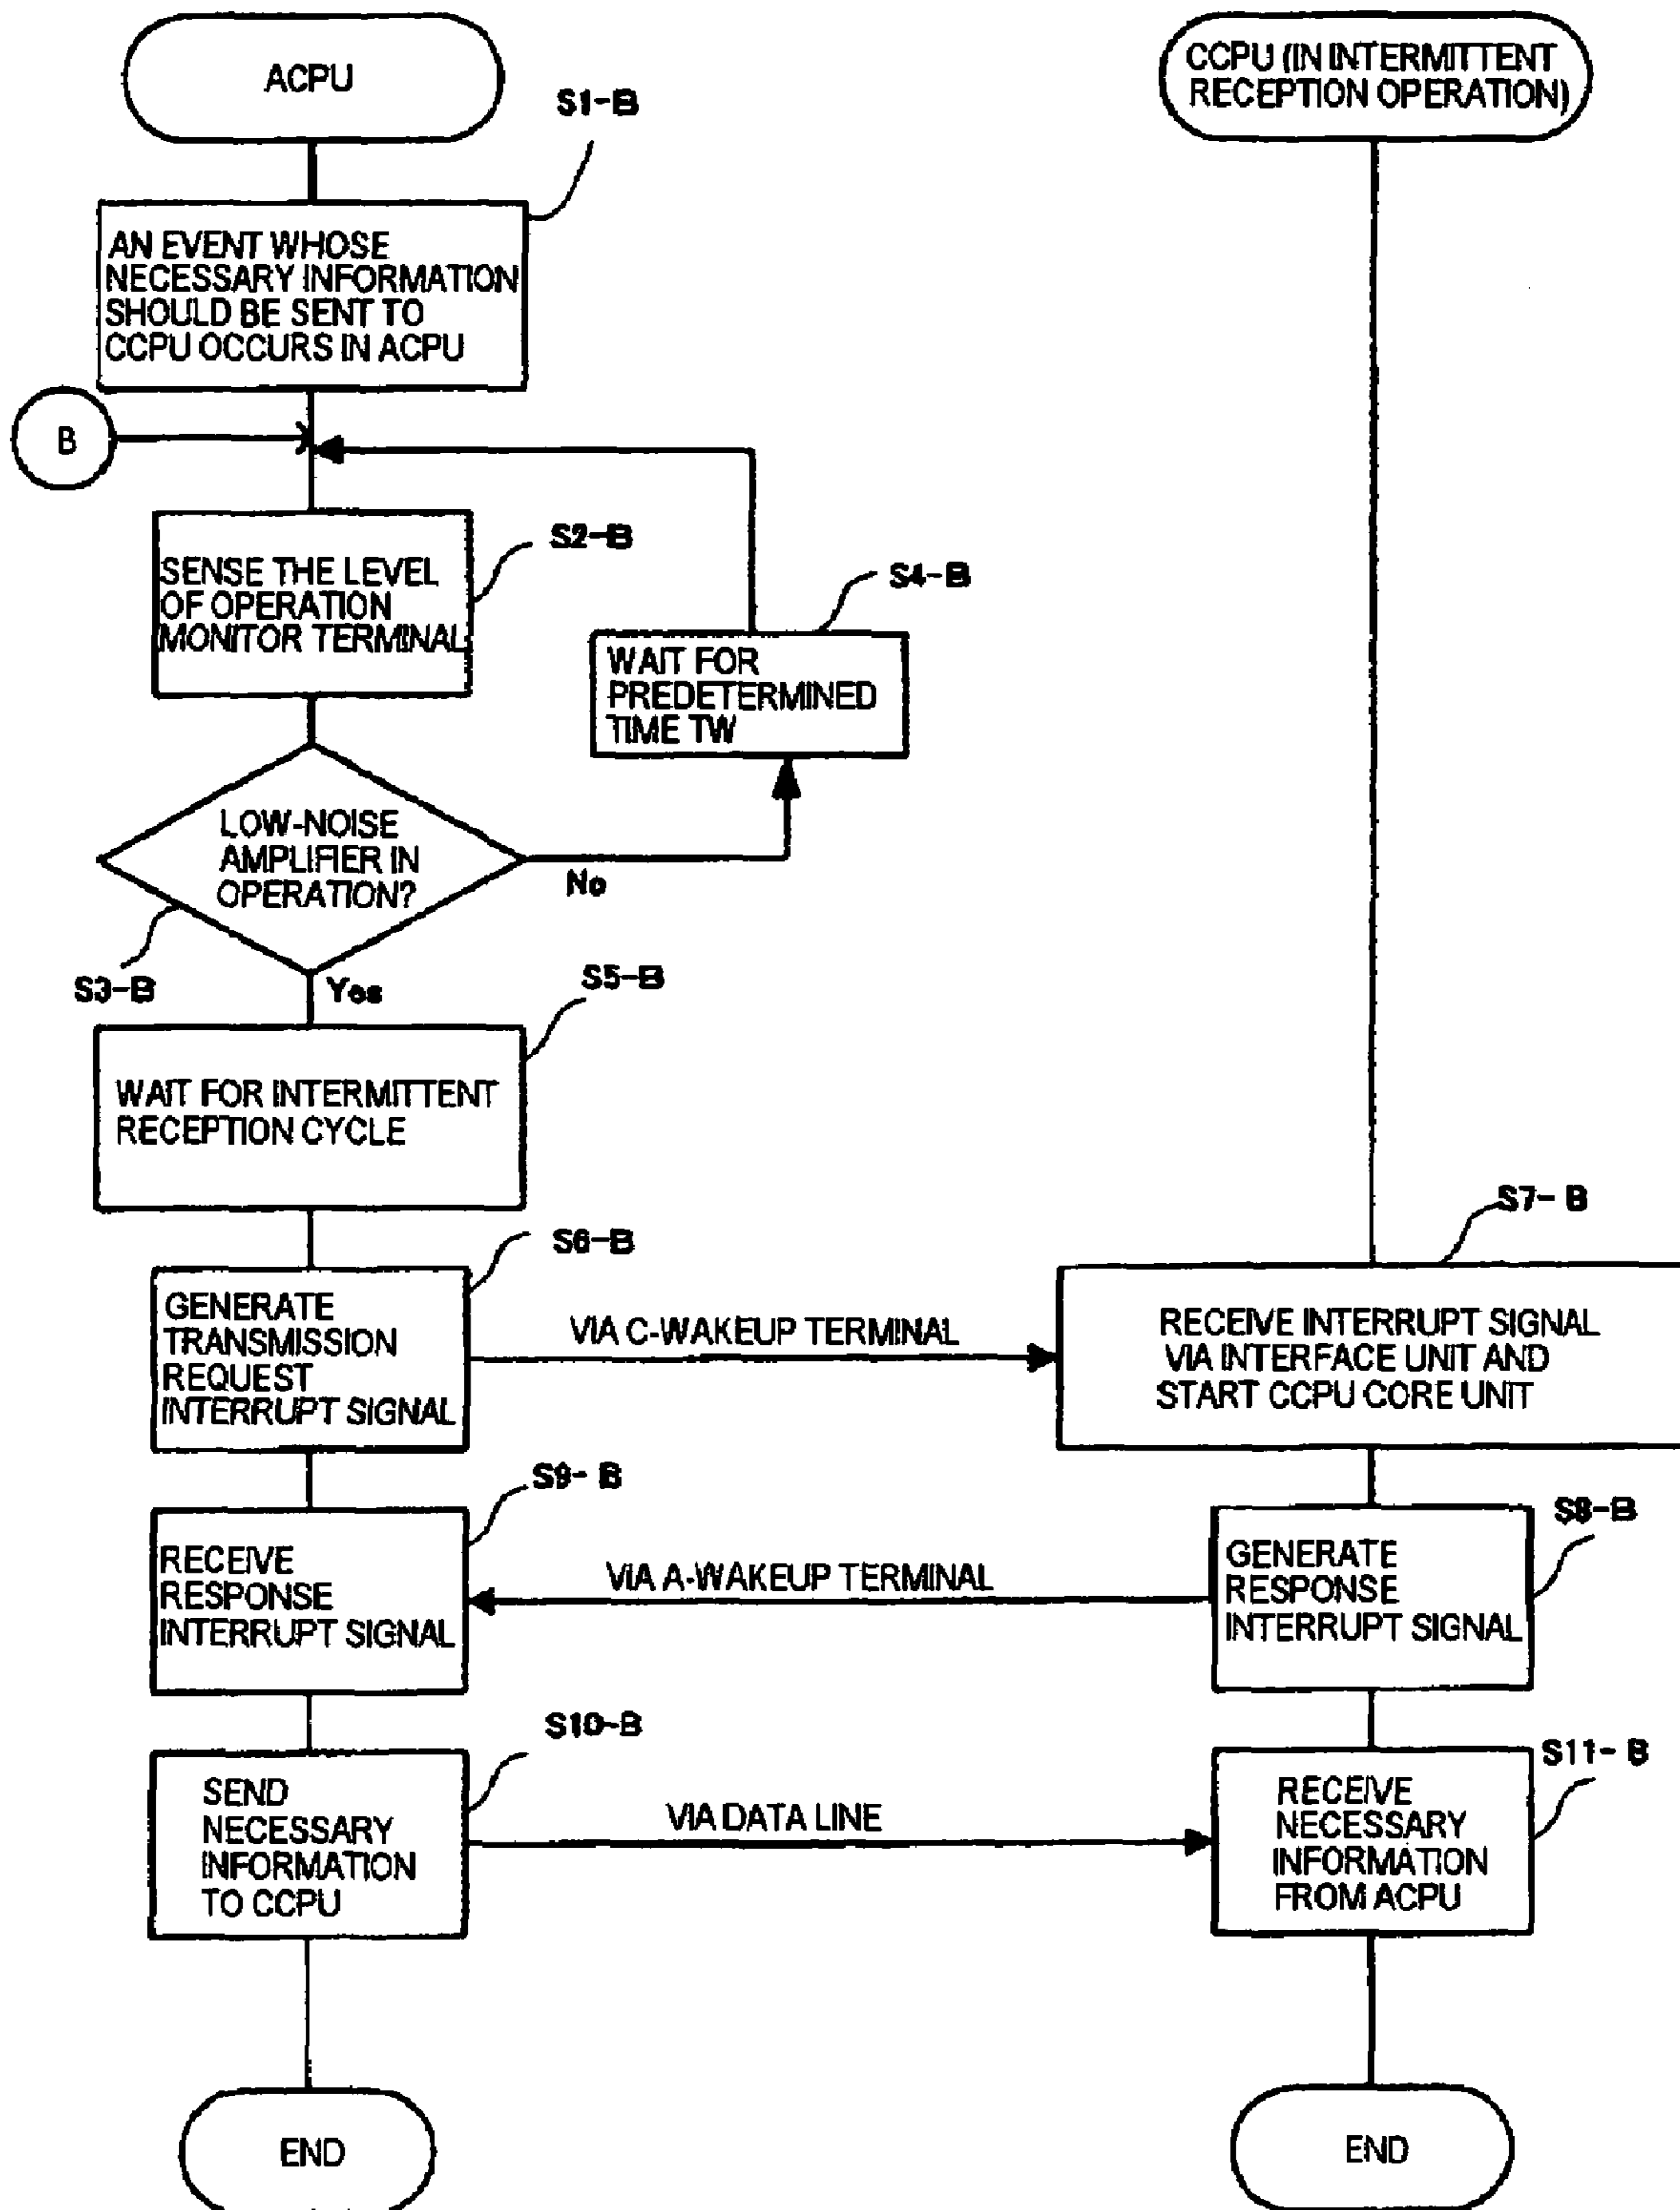 ACPU
CCPU (IN INTERMITTENT
RECEPTION OPERATION)
S1-B
AN EVENT WHOSE
NECESSARY INFORMATION
SHOULD BE SENT TO
CCPU OCCURS IN ACPU
B
S2-B
SENSE THE LEVEL
OF OPERATION
MONITOR TERMINAL
S4-B
WAIT FOR
PREDETERMINED
TIME TW
LOW-NOISE
AMPLIFIER IN
OPERATION?
No
S3-B
Yes
S5-B
WAIT FOR INTERMITTENT
RECEPTION CYCLE
S6-B
GENERATE
TRANSMISSION
REQUEST
INTERRUPT SIGNAL
VIA C-WAKEUP TERMINAL
S7- B
RECEIVE INTERRUPT SIGNAL
VIA INTERFACE UNIT AND
START CCPU CORE UNIT
S9- B
RECEIVE
RESPONSE
INTERRUPT SIGNAL
VIA A-WAKEUP TERMINAL
S8-B
GENERATE
RESPONSE
INTERRUPT SIGNAL
S10-B
SEND
NECESSARY
INFORMATION
TO CCPU
VIA DATA LINE
S11- B
RECEIVE
NECESSARY
INFORMATION
FROM ACPU
END
END